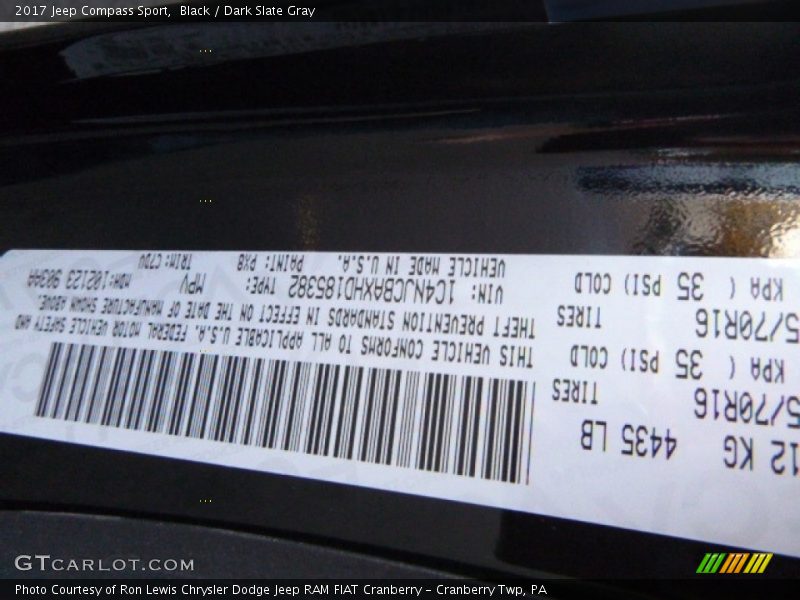 2017 Jeep Compass Sport,  Black / Dark Slate Gray
12 KG 4435 LB
5/70R16 TIRES
KPA ( 35 PSI) COLD
5/70R16 TIRES
KPA ( 35 PSI) COLD
THIS VEHICLE CONFORMS TO ALL APPLICABLE U.S.A. FEDERAL MOTOR VEHICLE SAFETY AND
THEFT PREVENTION STANDARDS IN EFFECT ON THE DATE OF MANUFACTURE SHOWN ABOVE.
VIN: 1C4NJCBAXHD185382 TYPE: MPV MDH: 102123 903AA
VEHICLE MADE IN U.S.A. PAINT: PX8 TRIM: C7DV
GTCARLOT.COM
Photo Courtesy of Ron Lewis Chrysler Dodge Jeep RAM FIAT Cranberry – Cranberry Twp, PA